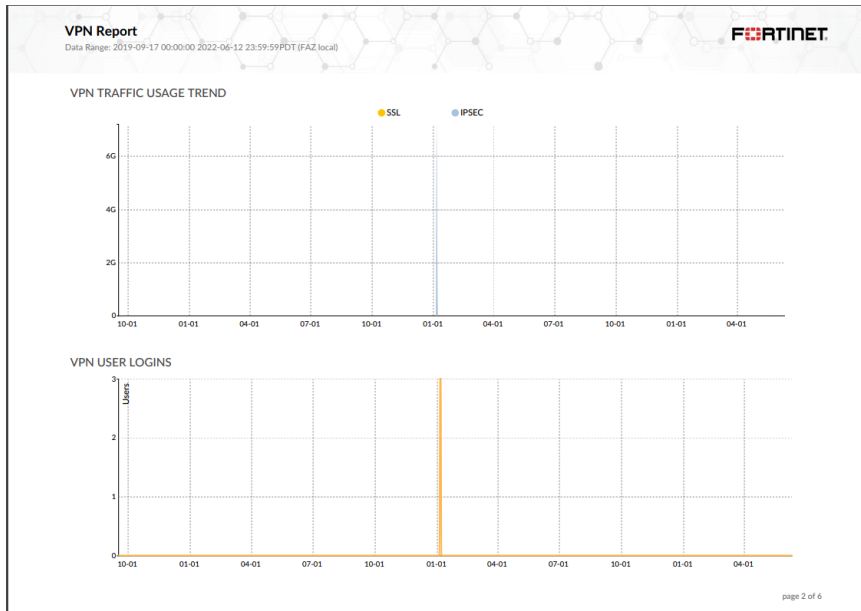 VPN Report
Data Range: 2019-09-17 00:00:00 2022-06-12 23:59:59PDT (FAZ local)
FORTINET
VPN TRAFFIC USAGE TREND
SSL IPSEC
6G
4G
2G
0
10-01 01-01 04-01 07-01 10-01 01-01 04-01 07-01 10-01 01-01 04-01
VPN USER LOGINS
Users
3
2
1
0
10-01 01-01 04-01 07-01 10-01 01-01 04-01 07-01 10-01 01-01 04-01
page 2 of 6